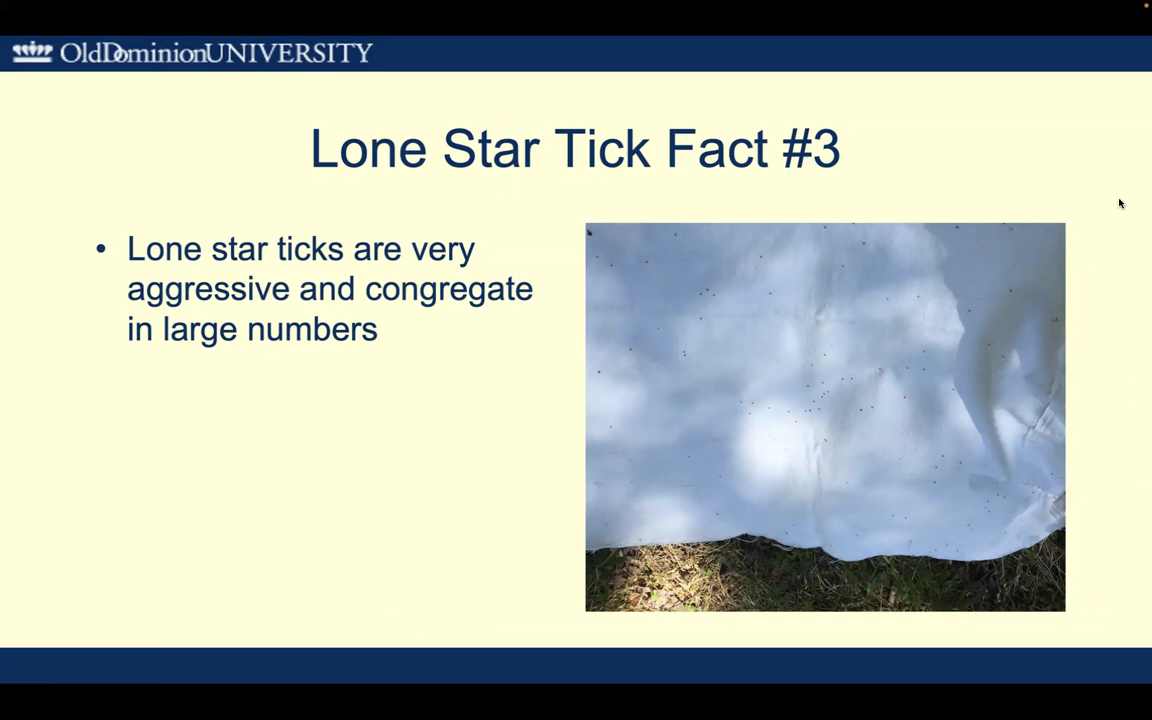 OldDominionUNIVERSITY
Lone Star Tick Fact #3
• Lone star ticks are very
aggressive and congregate
in large numbers